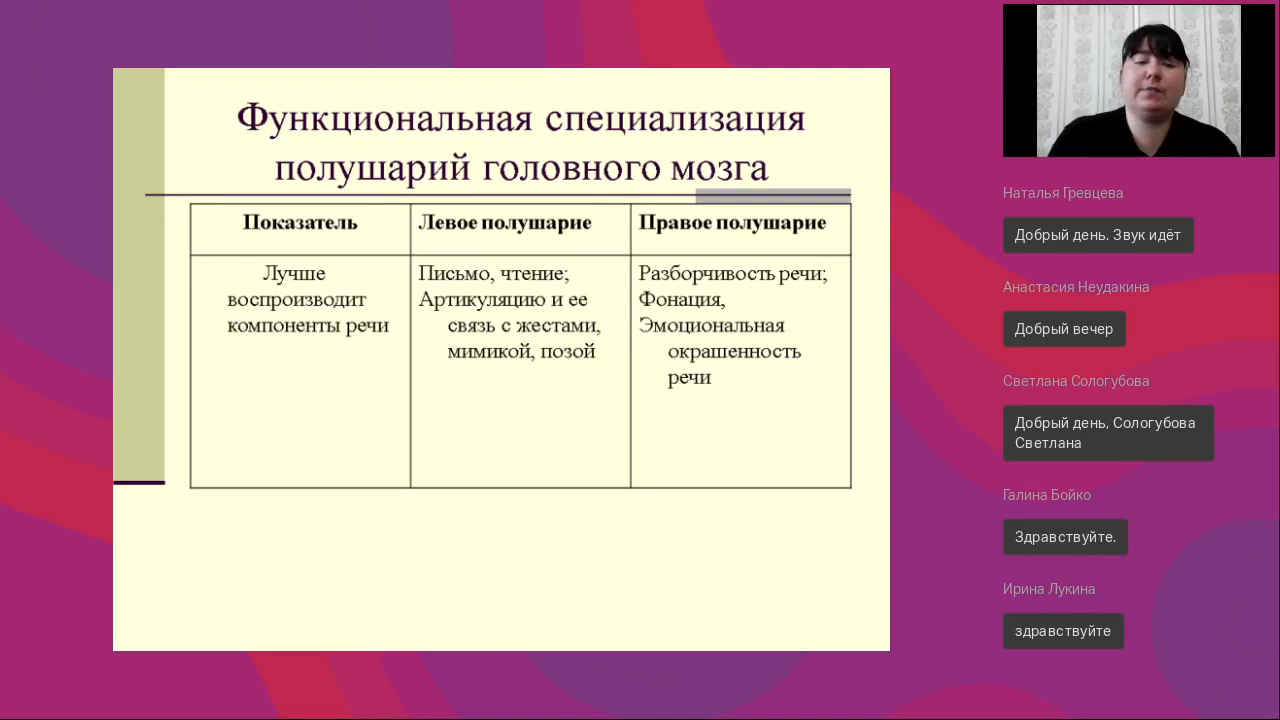 Функциональная специализация
полушарий головного мозга
Показатель
Левое полушарие
Правое полушарие
Лучше
воспроизводит
компоненты речи
Письмо, чтение;
Артикуляцию и ее
связь с жестами,
мимикой, позой
Разборчивость речи;
Фонация,
Эмоциональная
окрашенность
речи
Наталья Гревцева
Добрый день. Звук идёт
Анастасия Неудакина
Добрый вечер
Светлана Сологубова
Добрый день, Сологубова
Светлана
Галина Бойко
Здравствуйте.
Ирина Лукина
здравствуйте